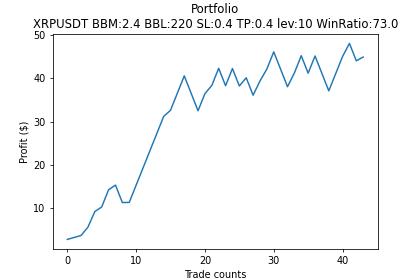 Portfolio
XRPUSDT BBM:2.4 BBL:220 SL:0.4 TP:0.4 lev:10 WinRatio:73.0
50
40
30
20
10
Profit ($)
0 10 20 30 40
Trade counts